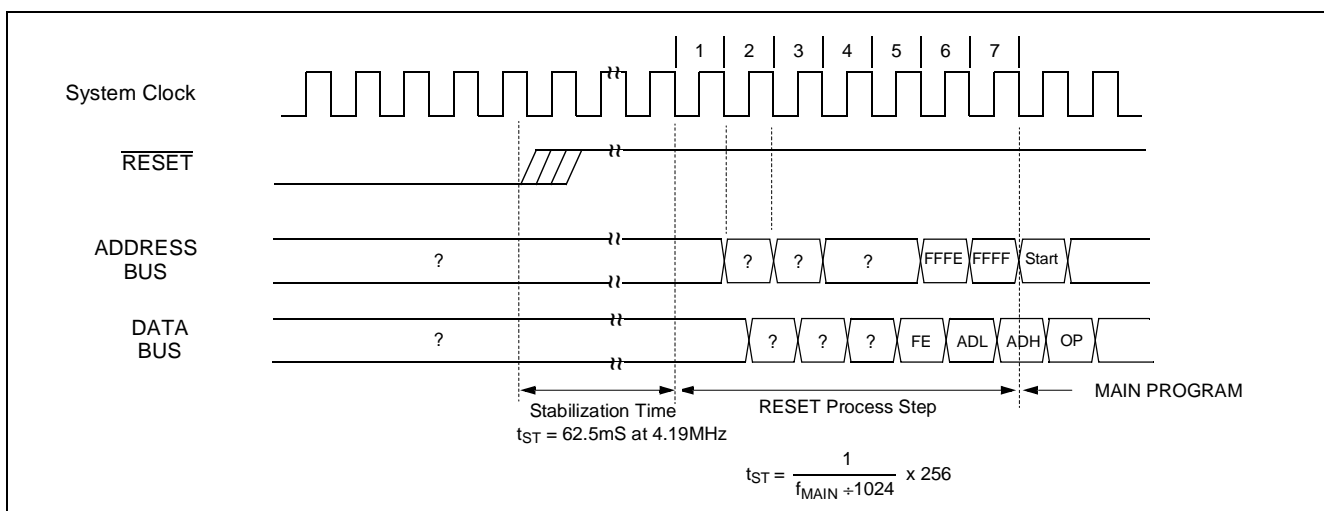 1 2 3 4 5 6 7
System Clock
RESET
ADDRESS
BUS
? ? ? ? FFFE FFFF Start
DATA
BUS
? ? ? ? FE ADL ADH OP
MAIN PROGRAM
Stabilization Time
RESET Process Step
tST = 62.5mS at 4.19MHz
tST = 1 / fMAIN ÷1024 x 256